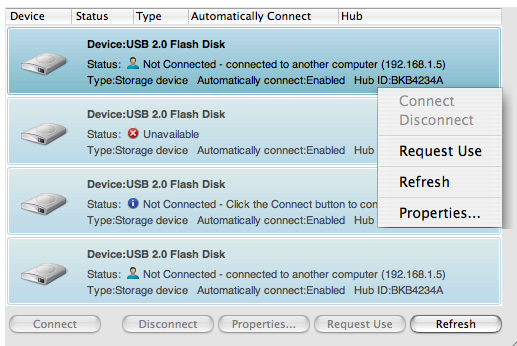 Device Status Type Automatically Connect Hub
Device:USB 2.0 Flash Disk
Status: Not Connected - connected to another computer (192.168.1.5)
Type:Storage device Automatically connect:Enabled Hub ID:BKB4234A
Device:USB 2.0 Flash Disk
Status: Unavailable
Type:Storage device Automatically connect:Enabled Hub
Device:USB 2.0 Flash Disk
Status: Not Connected - Click the Connect button to con
Type:Storage device Automatically connect:Enabled Hub
Device:USB 2.0 Flash Disk
Status: Not Connected - connected to another computer (192.168.1.5)
Type:Storage device Automatically connect:Enabled Hub ID:BKB4234A
Connect
Disconnect
Request Use
Refresh
Properties...
Connect Disconnect Properties... Request Use Refresh